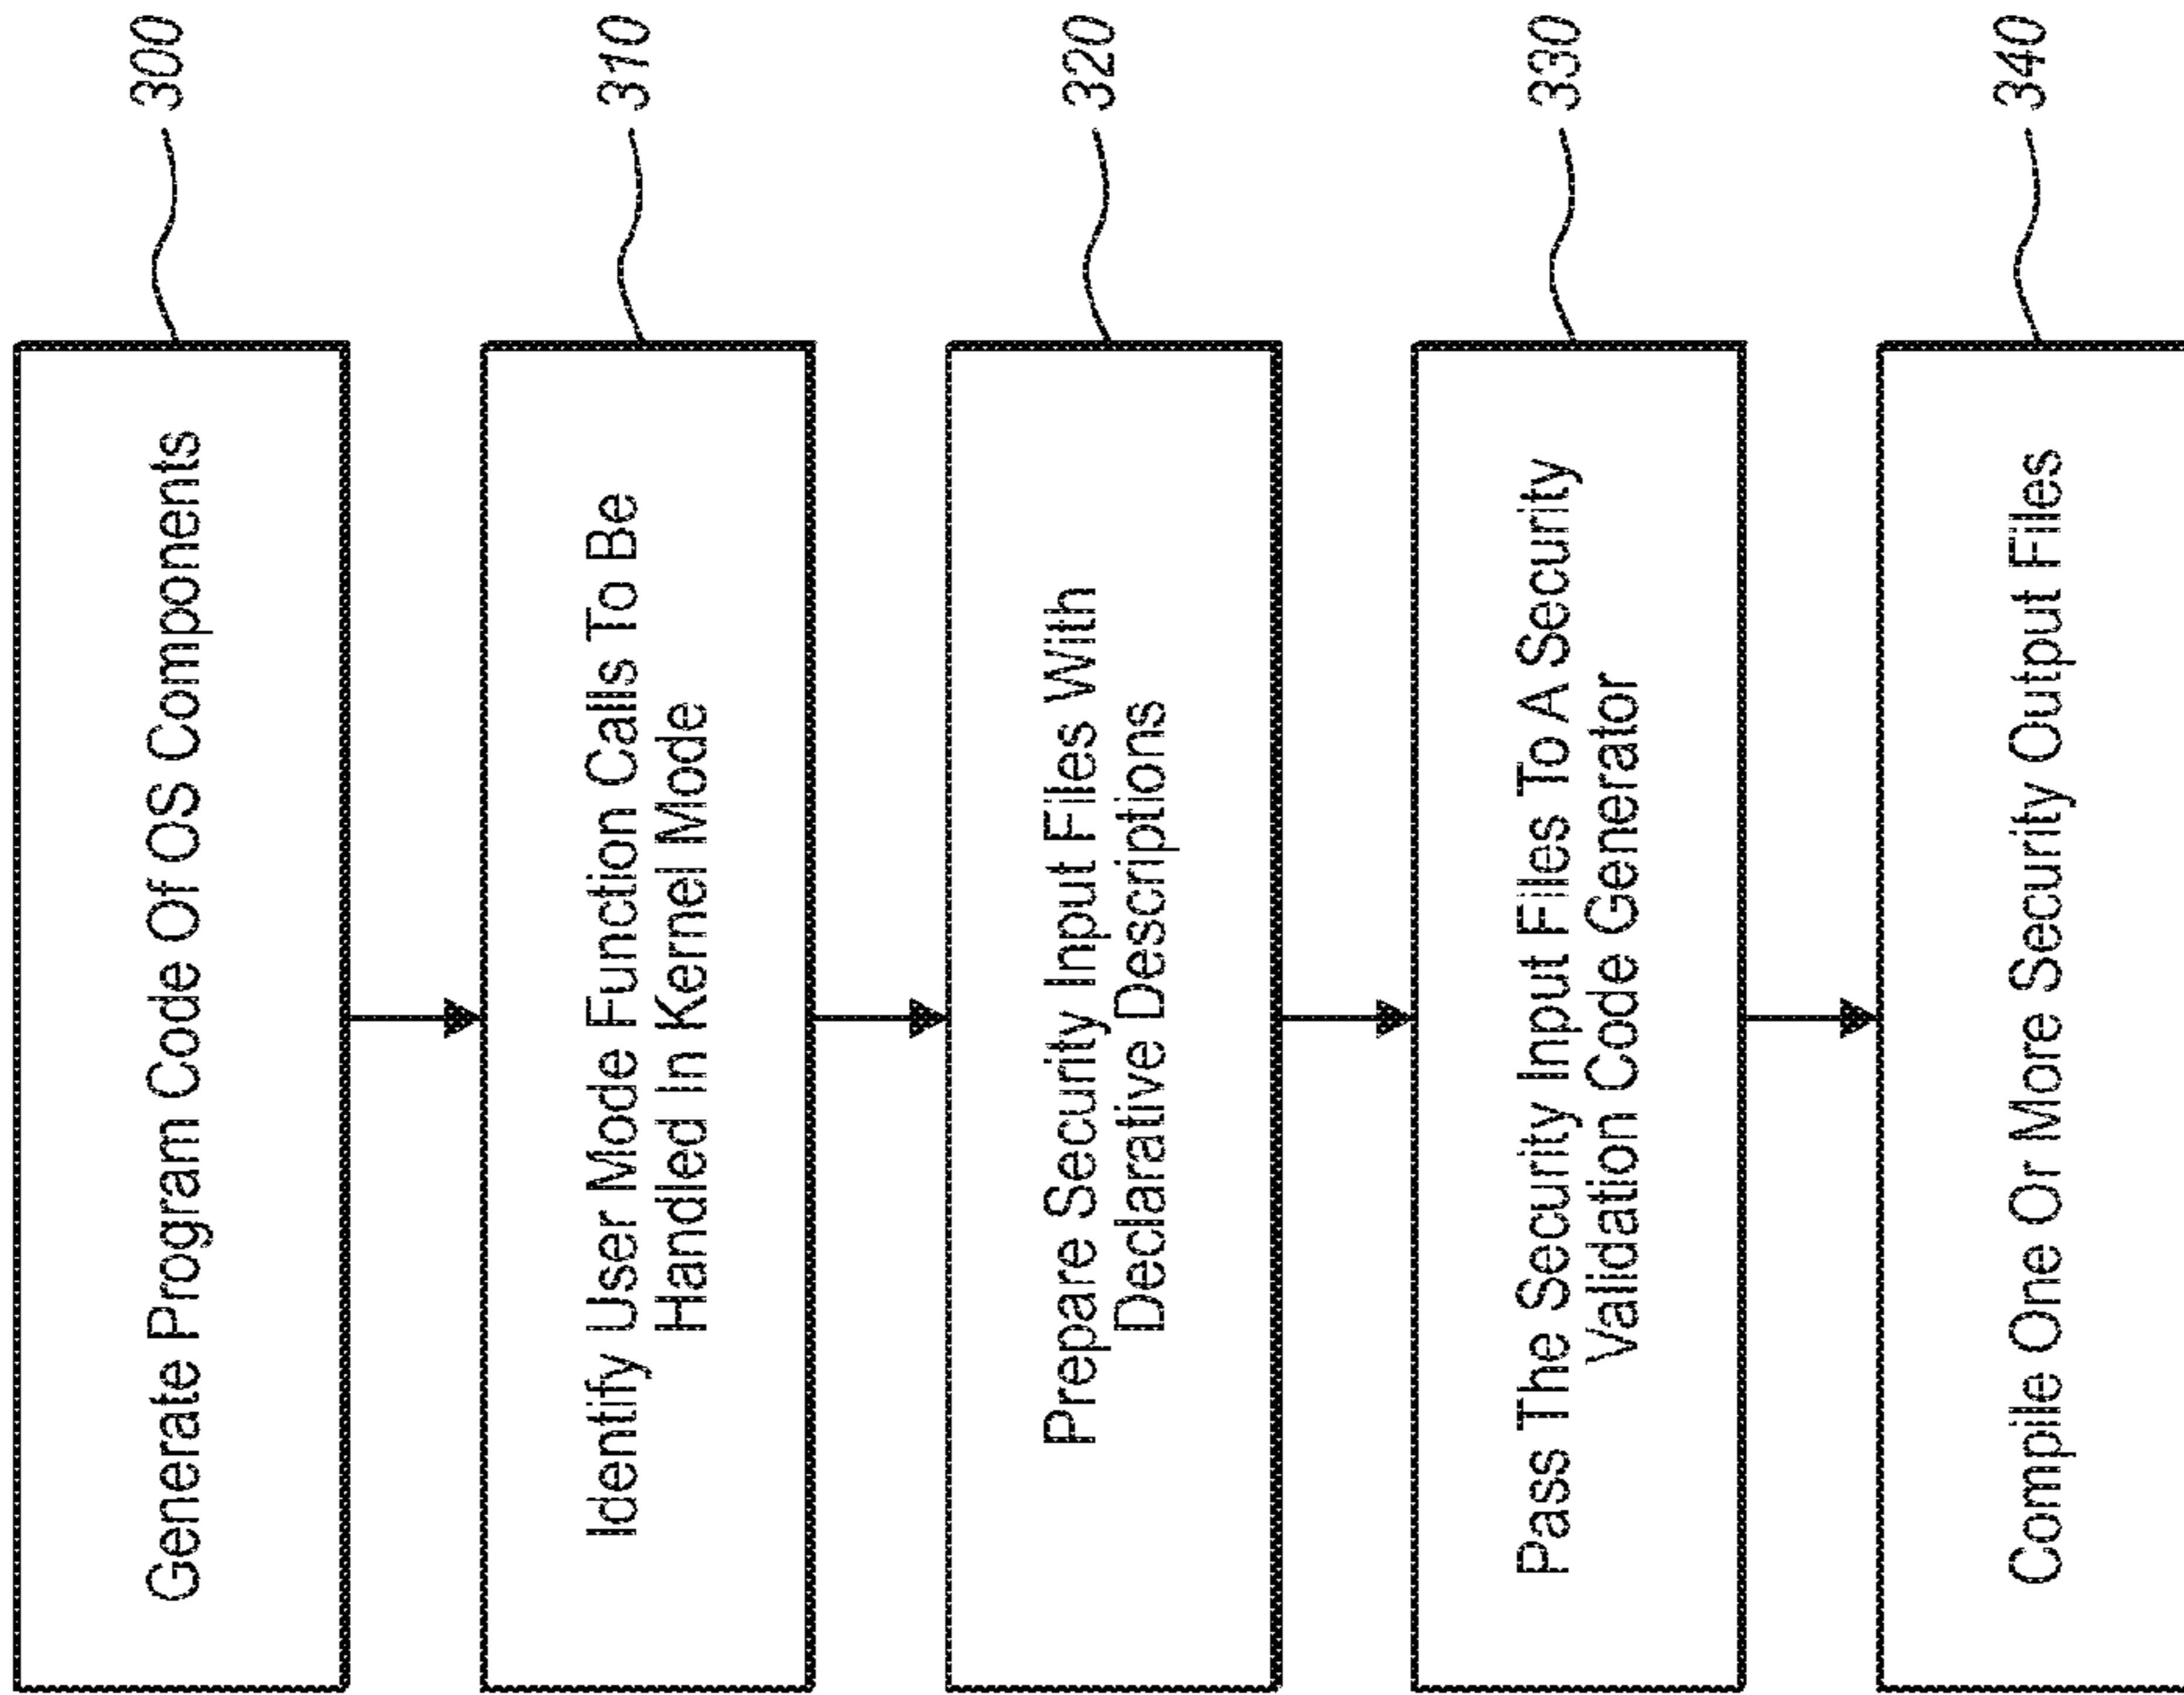 Generate Program Code Of OS Components
300
Identify User Mode Function Calls To Be
Handled In Kernel Mode
310
Prepare Security Input Files With
Declarative Descriptions
320
Pass The Security Input Files To A Security
Validation Code Generator
330
Compile One Or More Security Output Files
340